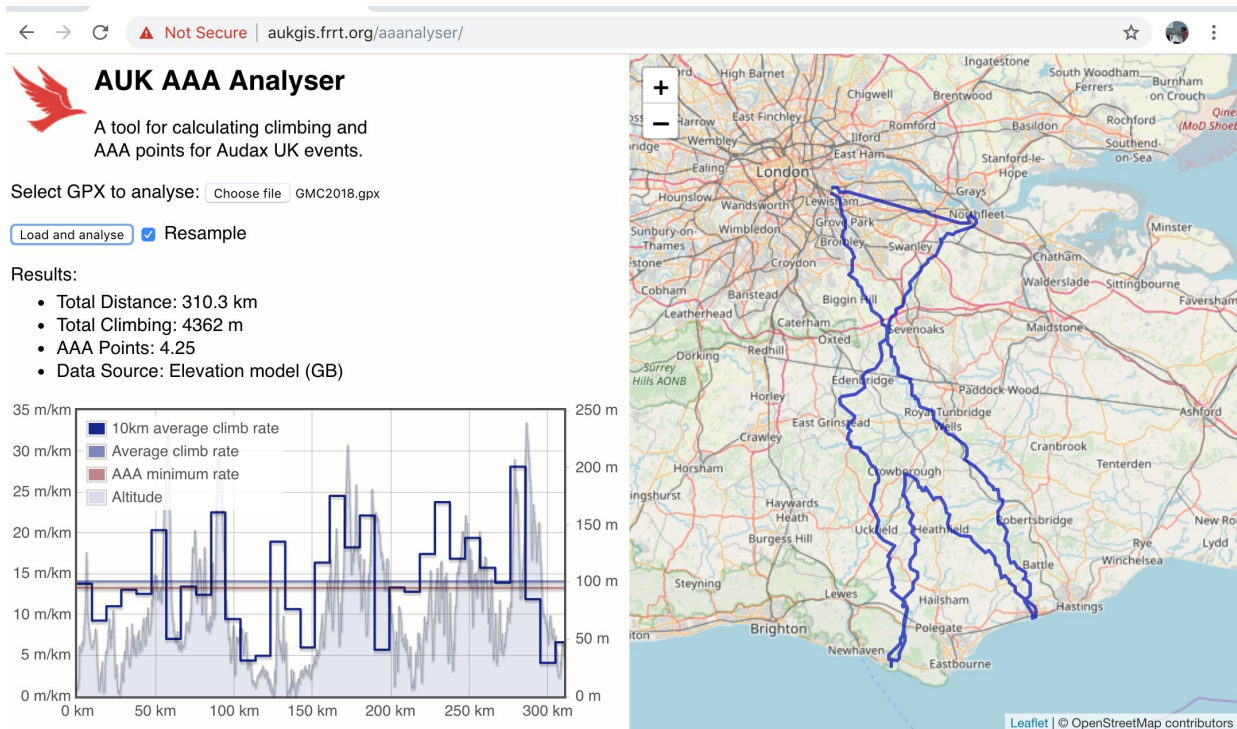 Not Secure | aukgis.frrt.org/aaanalyser/
AUK AAA Analyser
A tool for calculating climbing and
AAA points for Audax UK events.
Select GPX to analyse: Choose file GMC2018.gpx
Load and analyse Resample
Results:
• Total Distance: 310.3 km
• Total Climbing: 4362 m
• AAA Points: 4.25
• Data Source: Elevation model (GB)
35 m/km
30 m/km
25 m/km
20 m/km
15 m/km
10 m/km
5 m/km
0 m/km
10km average climb rate
Average climb rate
AAA minimum rate
Altitude
250 m
200 m
150 m
100 m
50 m
0 m
0 km 50 km 100 km 150 km 200 km 250 km 300 km
+
−
Ingatestone
High Barnet
South Woodham
Ferrers
Burnham
on Crouch
Chigwell
Brentwood
Harrow
East Finchley
Romford
Basildon
Rochford
(MoD Shoeb
Wembley
Ilford
Southend-
on-Sea
East Ham
Ealing
London
Stanford-le-
Hope
Grays
Hounslow
Wandsworth
Lewisham
Northfleet
Sunbury-on-
Thames
Wimbledon
Grove Park
Bromley
Swanley
Minster
Croydon
Chatham
Cobham
Banstead
Biggin Hill
Walderslade
Sittingbourne
Leatherhead
Faversham
Caterham
Sevenoaks
Maidstone
Oxted
Dorking
Redhill
Surrey
Hills AONB
Edenbridge
Paddock Wood
Horley
Royal Tunbridge
Wells
Ashford
East Grinstead
Crawley
Cranbrook
Horsham
Crowborough
Tenterden
ingshurst
Haywards
Heath
Uckfield
Heathfield
Robertsbridge
New Ro
Burgess Hill
Rye
Lydd
Battle
Winchelsea
Steyning
Lewes
Hailsham
Hastings
Brighton
Polegate
Newhaven
Eastbourne
Leaflet | © OpenStreetMap contributors